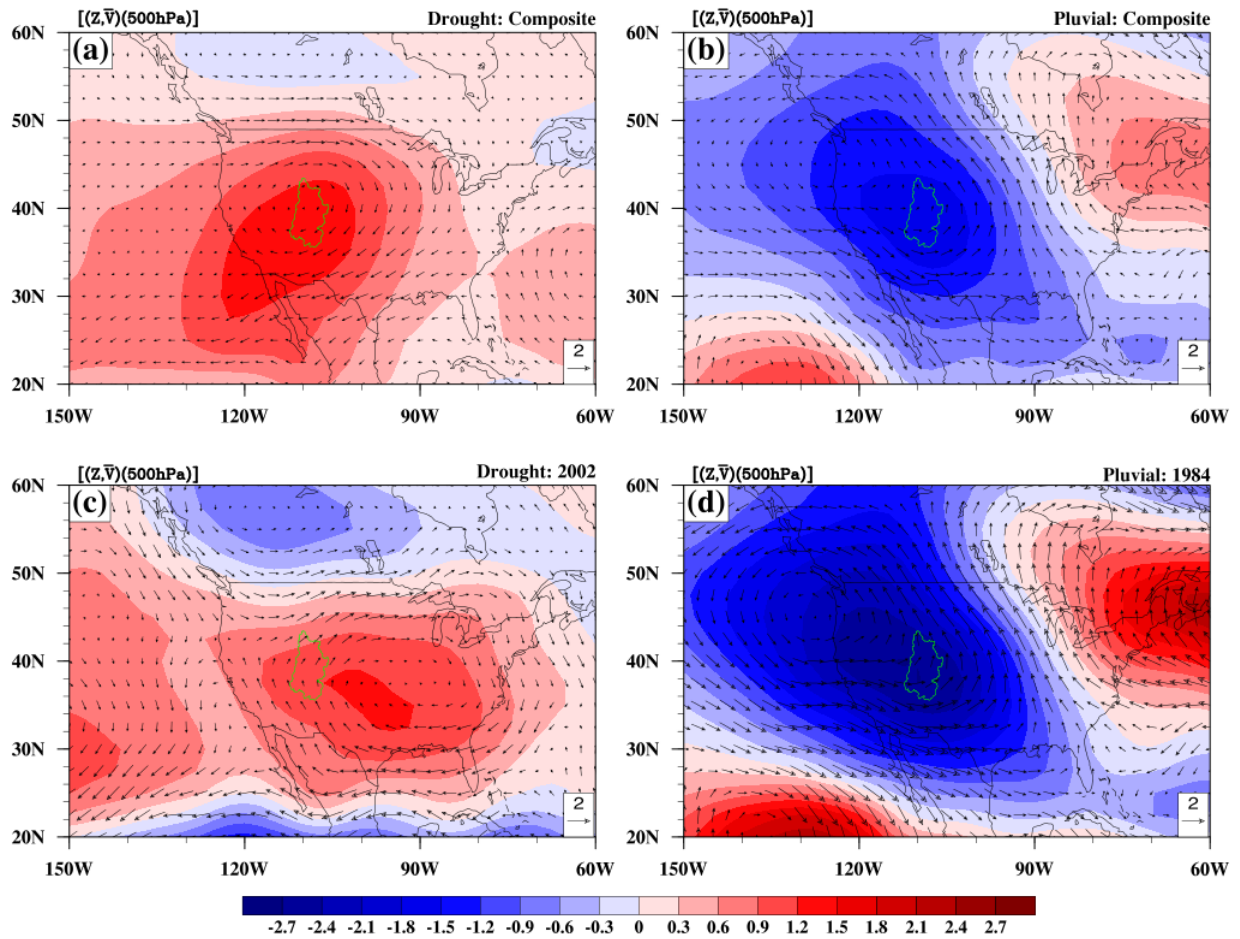 [(Z,V̅)(500hPa)] Drought: Composite
(a)
60N
50N
40N
30N
20N
2
150W 120W 90W 60W
[(Z,V̅)(500hPa)] Pluvial: Composite
(b)
60N
50N
40N
30N
20N
2
150W 120W 90W 60W
[(Z,V̅)(500hPa)] Drought: 2002
(c)
60N
50N
40N
30N
20N
2
150W 120W 90W 60W
[(Z,V̅)(500hPa)] Pluvial: 1984
(d)
60N
50N
40N
30N
20N
2
150W 120W 90W 60W
-2.7 -2.4 -2.1 -1.8 -1.5 -1.2 -0.9 -0.6 -0.3 0 0.3 0.6 0.9 1.2 1.5 1.8 2.1 2.4 2.7